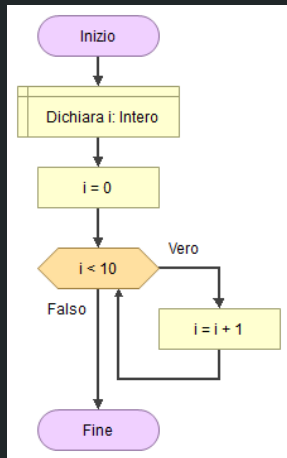 Inizio
Dichiara i: Intero
i = 0
i < 10
Vero
Falso
i = i + 1
Fine